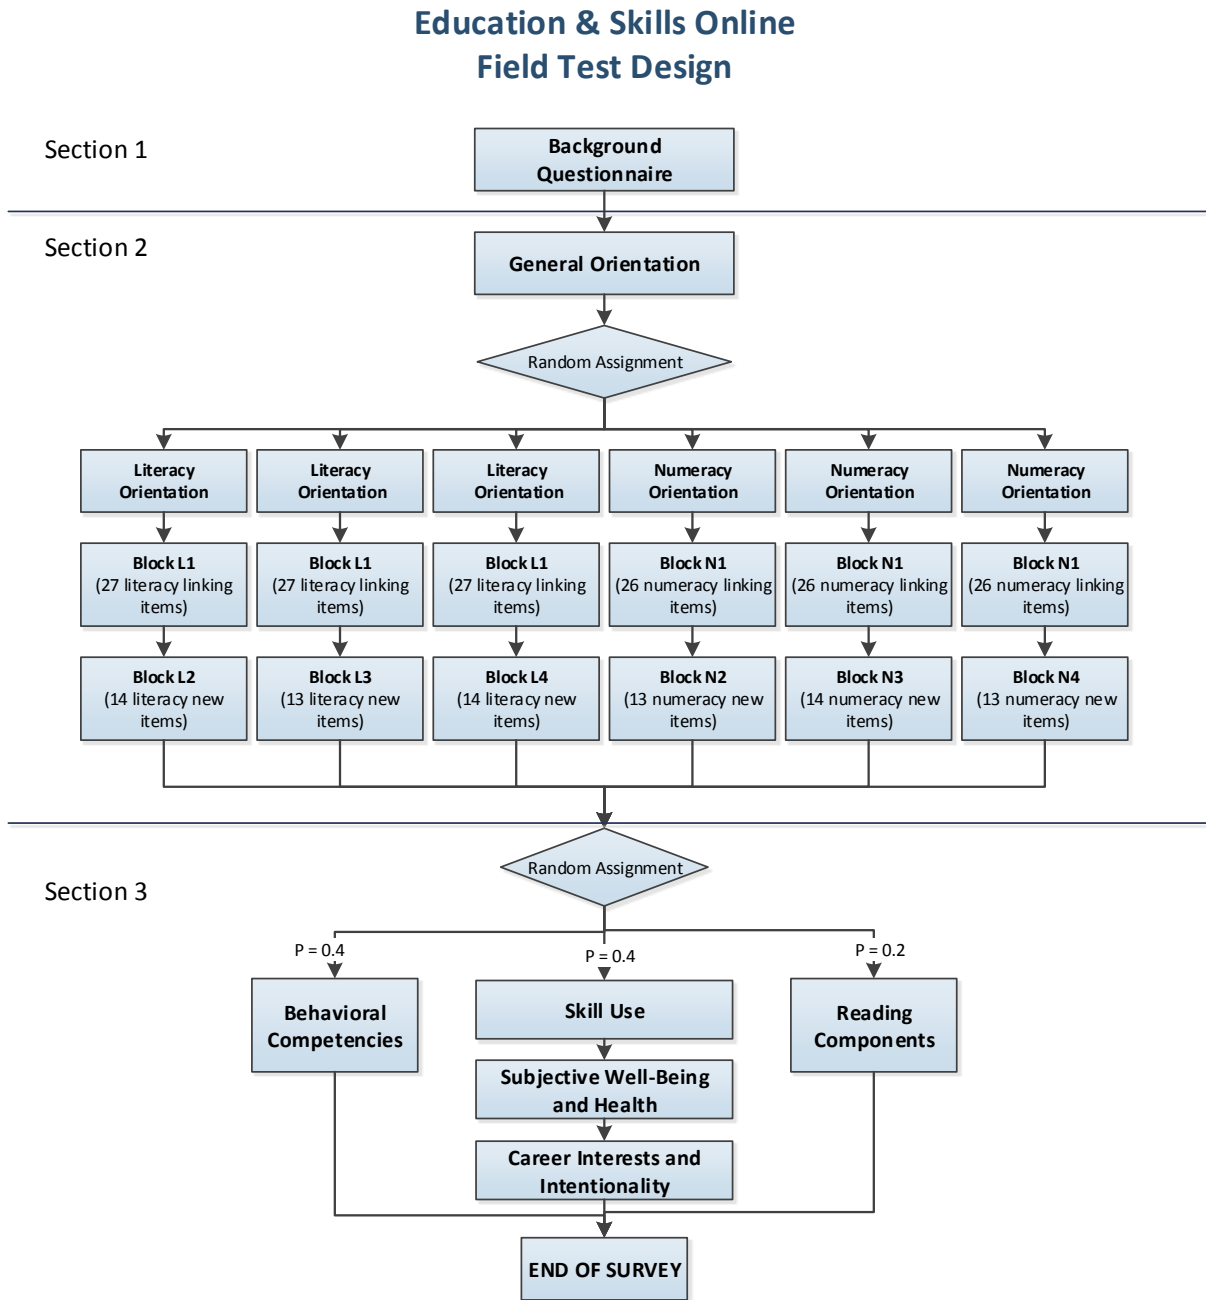 Education & Skills Online
Field Test Design
Section 1
Background
Questionnaire
Section 2
General Orientation
Random Assignment
Literacy
Orientation
Literacy
Orientation
Literacy
Orientation
Numeracy
Orientation
Numeracy
Orientation
Numeracy
Orientation
Block L1
(27 literacy linking
items)
Block L1
(27 literacy linking
items)
Block L1
(27 literacy linking
items)
Block N1
(26 numeracy linking
items)
Block N1
(26 numeracy linking
items)
Block N1
(26 numeracy linking
items)
Block L2
(14 literacy new
items)
Block L3
(13 literacy new
items)
Block L4
(14 literacy new
items)
Block N2
(13 numeracy new
items)
Block N3
(14 numeracy new
items)
Block N4
(13 numeracy new
items)
Random Assignment
Section 3
P = 0.4
P = 0.4
P = 0.2
Behavioral
Competencies
Skill Use
Reading
Components
Subjective Well-Being
and Health
Career Interests and
Intentionality
END OF SURVEY